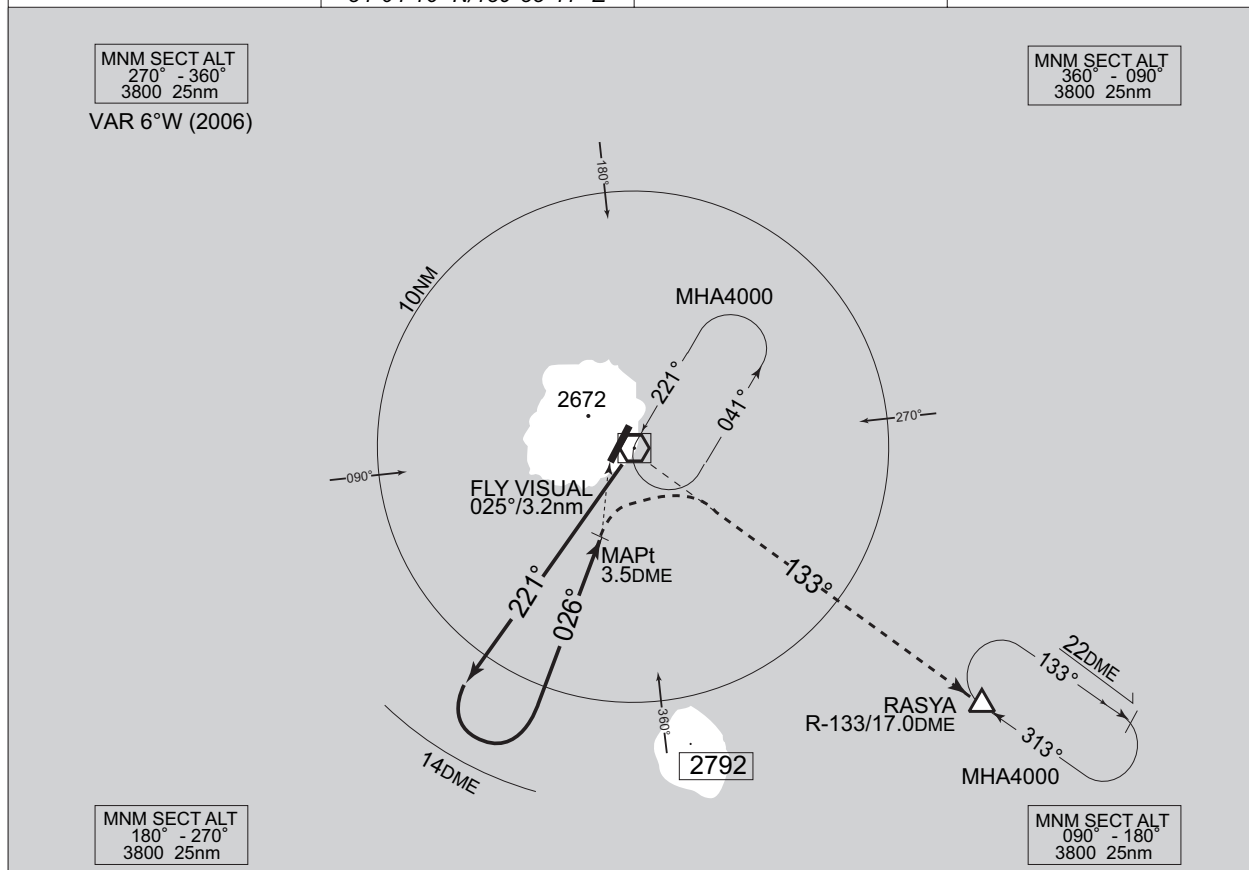 MNM SECT ALT
270° - 360°
3800 25nm
VAR 6°W (2006)
MNM SECT ALT
360° - 090°
3800 25nm
180°
10NM
MHA4000
221°
041°
2672
270°
090°
FLY VISUAL
025°/3.2nm
MAPt
3.5DME
221°
026°
133°
22DME
133°
RASYA
R-133/17.0DME
313°
MHA4000
360°
2792
14DME
MNM SECT ALT
180° - 270°
3800 25nm
MNM SECT ALT
090° - 180°
3800 25nm